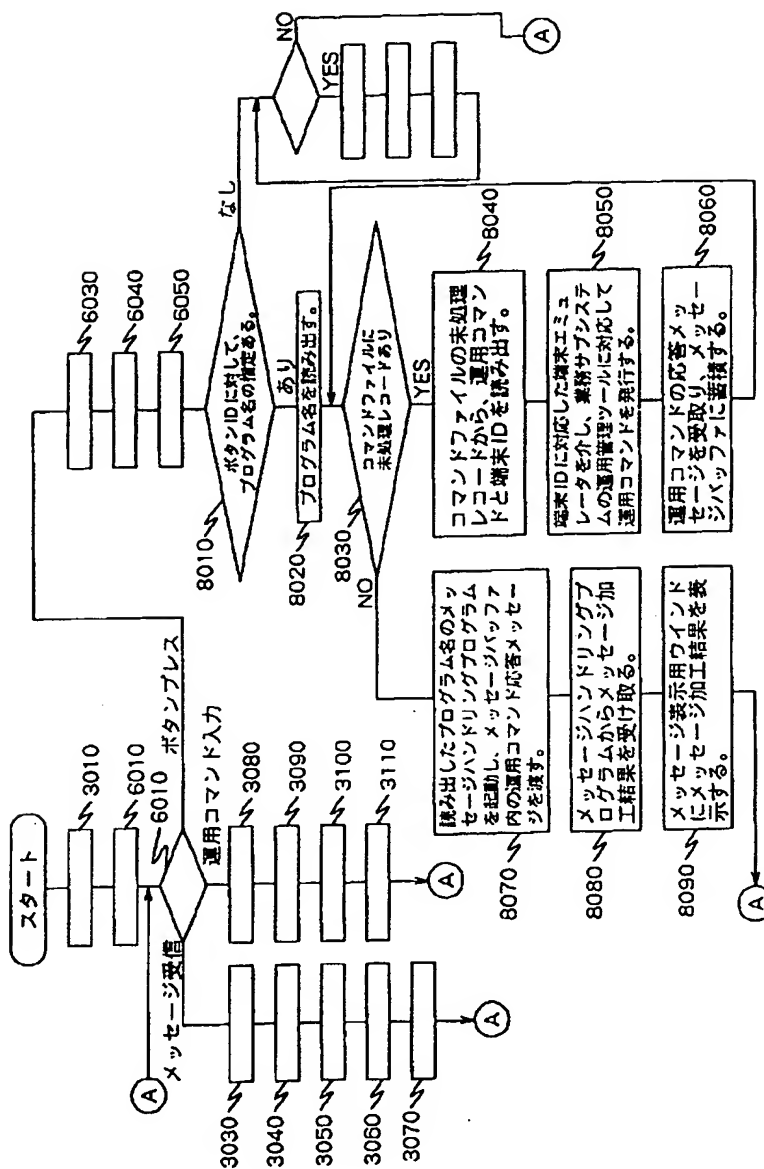 スタート
3010
6010
6010
メッセージ受信
ボタンプレス
運用コマンド入力
A
3030
3040
3050
3060
3070
A
3080
3090
3100
3110
A
6030
6040
6050
8010
ボタンIDに対して、
プログラム名の指定ある。
なし
あり
8020
プログラム名を読み出す。
8030
コマンドファイルに
未処理レコードあり
NO
YES
8040
コマンドファイルの未処理
レコードから、運用コマン
ドと端末IDを読み出す。
8050
端末IDに対応した端末エミュ
レータを介し、業務サブシステ
ムの運用管理ツールに対応して
運用コマンドを発行する。
8060
運用コマンドの応答メッ
セージを受取り、メッセー
ジバッファに蓄積する。
8070
読み出したプログラム名のメッ
セージハンドリングプログラム
を起動し、メッセージバッファ
内の運用コマンド応答メッセー
ジを渡す。
8080
メッセージハンドリングプ
ログラムからメッセージ加
工結果を受け取る。
8090
メッセージ表示用ウインド
にメッセージ加工結果を表
示する。
A
NO
YES
A